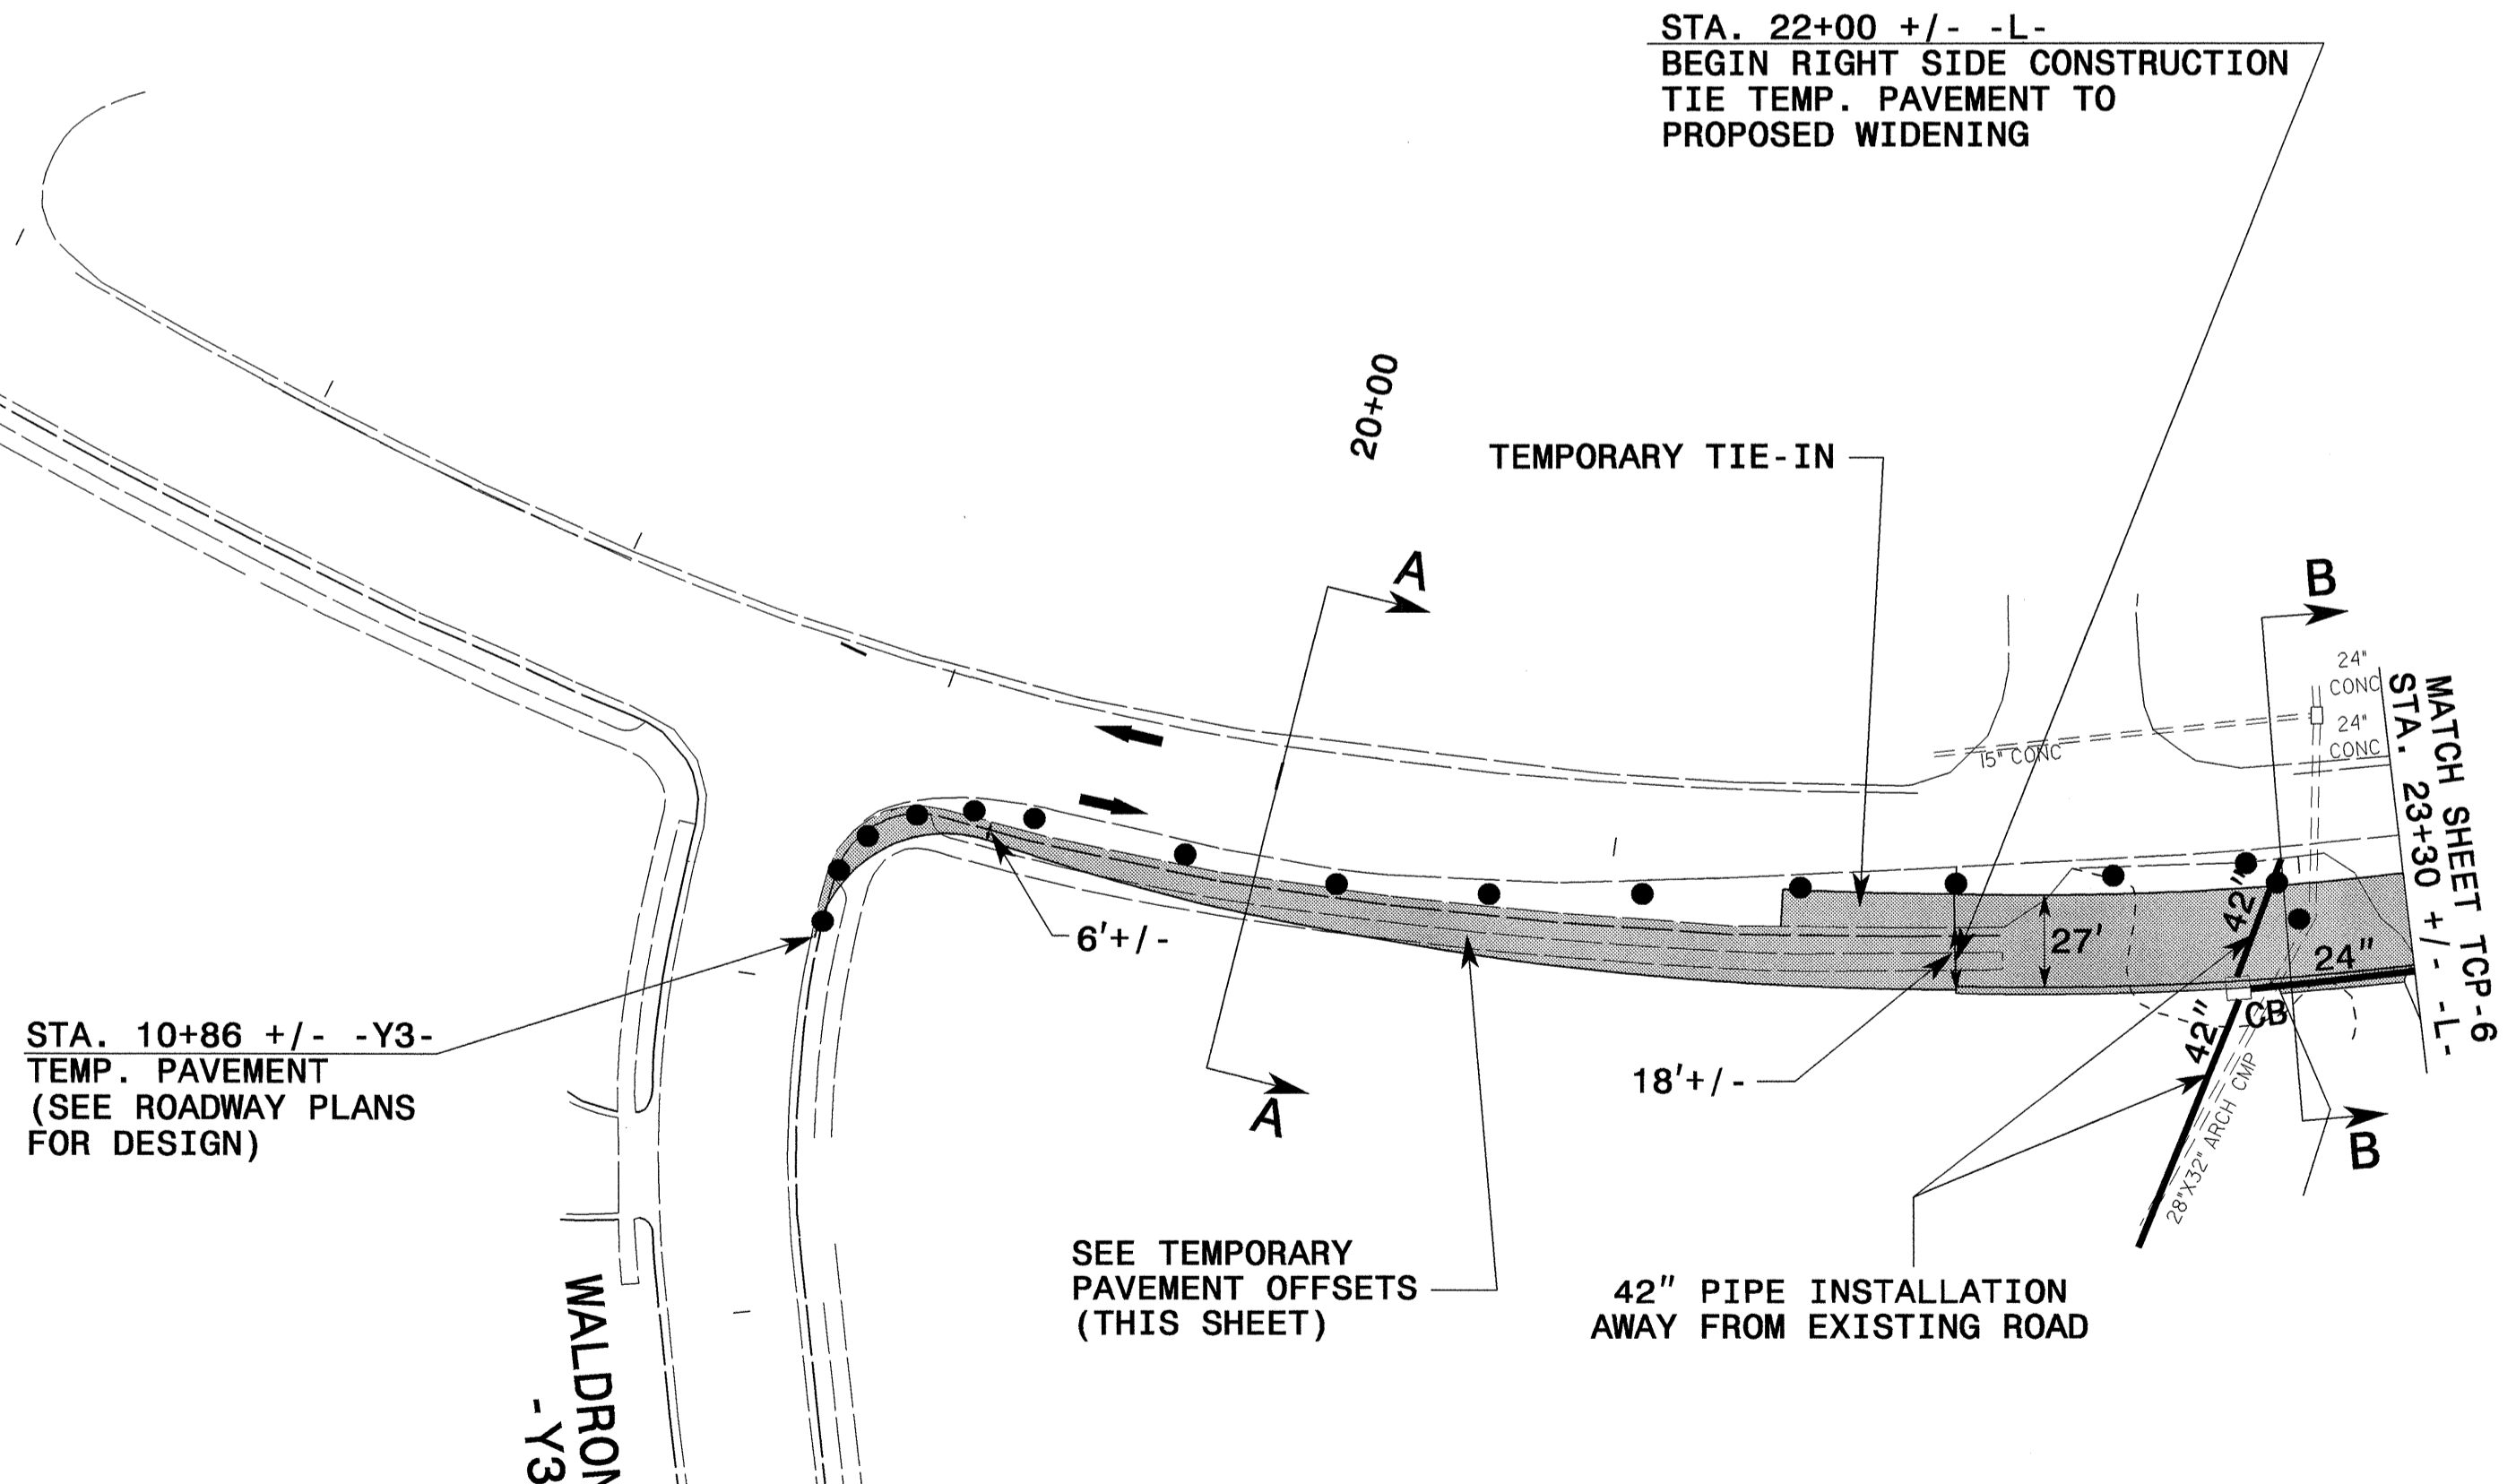 STA. 22+00 +/- -L-
BEGIN RIGHT SIDE CONSTRUCTION
TIE TEMP. PAVEMENT TO
PROPOSED WIDENING
20+00
TEMPORARY TIE-IN
A
B
24"
CONC
24"
CONC
15" CONC
MATCH SHEET TCP-6
STA. 23+30 +/- -L-
42"
27'
24"
6'+/-
CB
42"
STA. 10+86 +/- -Y3-
TEMP. PAVEMENT
(SEE ROADWAY PLANS
FOR DESIGN)
18'+/-
A
B
28"X32" ARCH CMP
SEE TEMPORARY
PAVEMENT OFFSETS
(THIS SHEET)
42" PIPE INSTALLATION
AWAY FROM EXISTING ROAD
WALDRON
-Y3